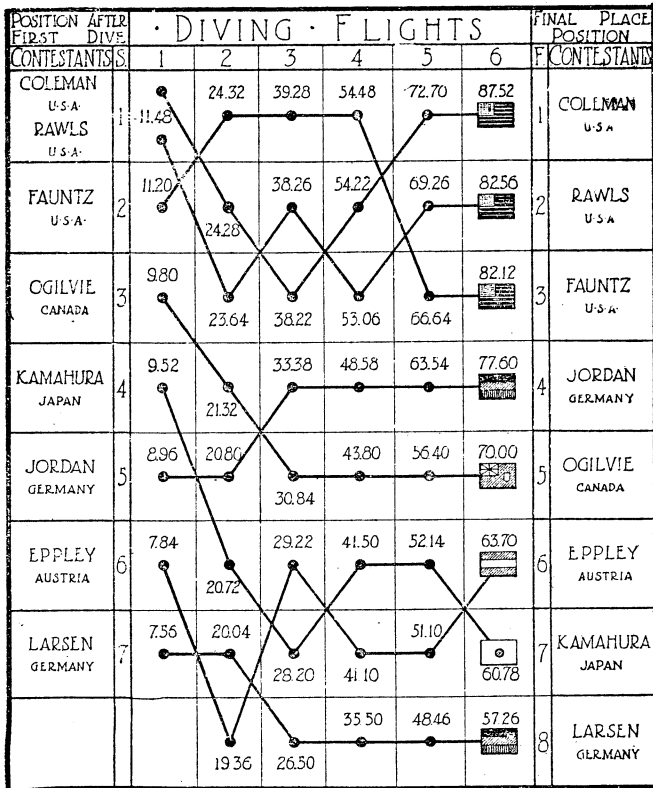 POSITION AFTER FIRST DIVE
· DIVING · FLIGHTS
FINAL PLACE POSITION
CONTESTANTS S. 1 2 3 4 5 6 F. CONTESTANTS
COLEMAN
U.S.A.
RAWLS
U.S.A.
1
11.48
24.32 39.28 54.48 72.70 87.52
1
COLEMAN
U.S.A
FAUNTZ
U.S.A.
2
11.20
24.28
38.26 54.22 69.26 82.56
2
RAWLS
U.S.A
OGILVIE
CANADA
3
9.80
23.64 38.22 53.06 66.64
82.12
3
FAUNTZ
U.S.A.
KAMAHURA
JAPAN
4
9.52
21.32
33.38 48.58 63.54 77.60
4
JORDAN
GERMANY
JORDAN
GERMANY
5
8.96 20.80
30.84
43.80 56.40 70.00
5
OGILVIE
CANADA
EPPLEY
AUSTRIA
6
7.84
20.72
29.22 41.50 52.14 63.70
6
EPPLEY
AUSTRIA
LARSEN
GERMANY
7
7.56 20.04
28.20 41.10
51.10
60.78
7
KAMAHURA
JAPAN
19.36 26.50
35.50 48.46 57.26
8
LARSEN
GERMANY